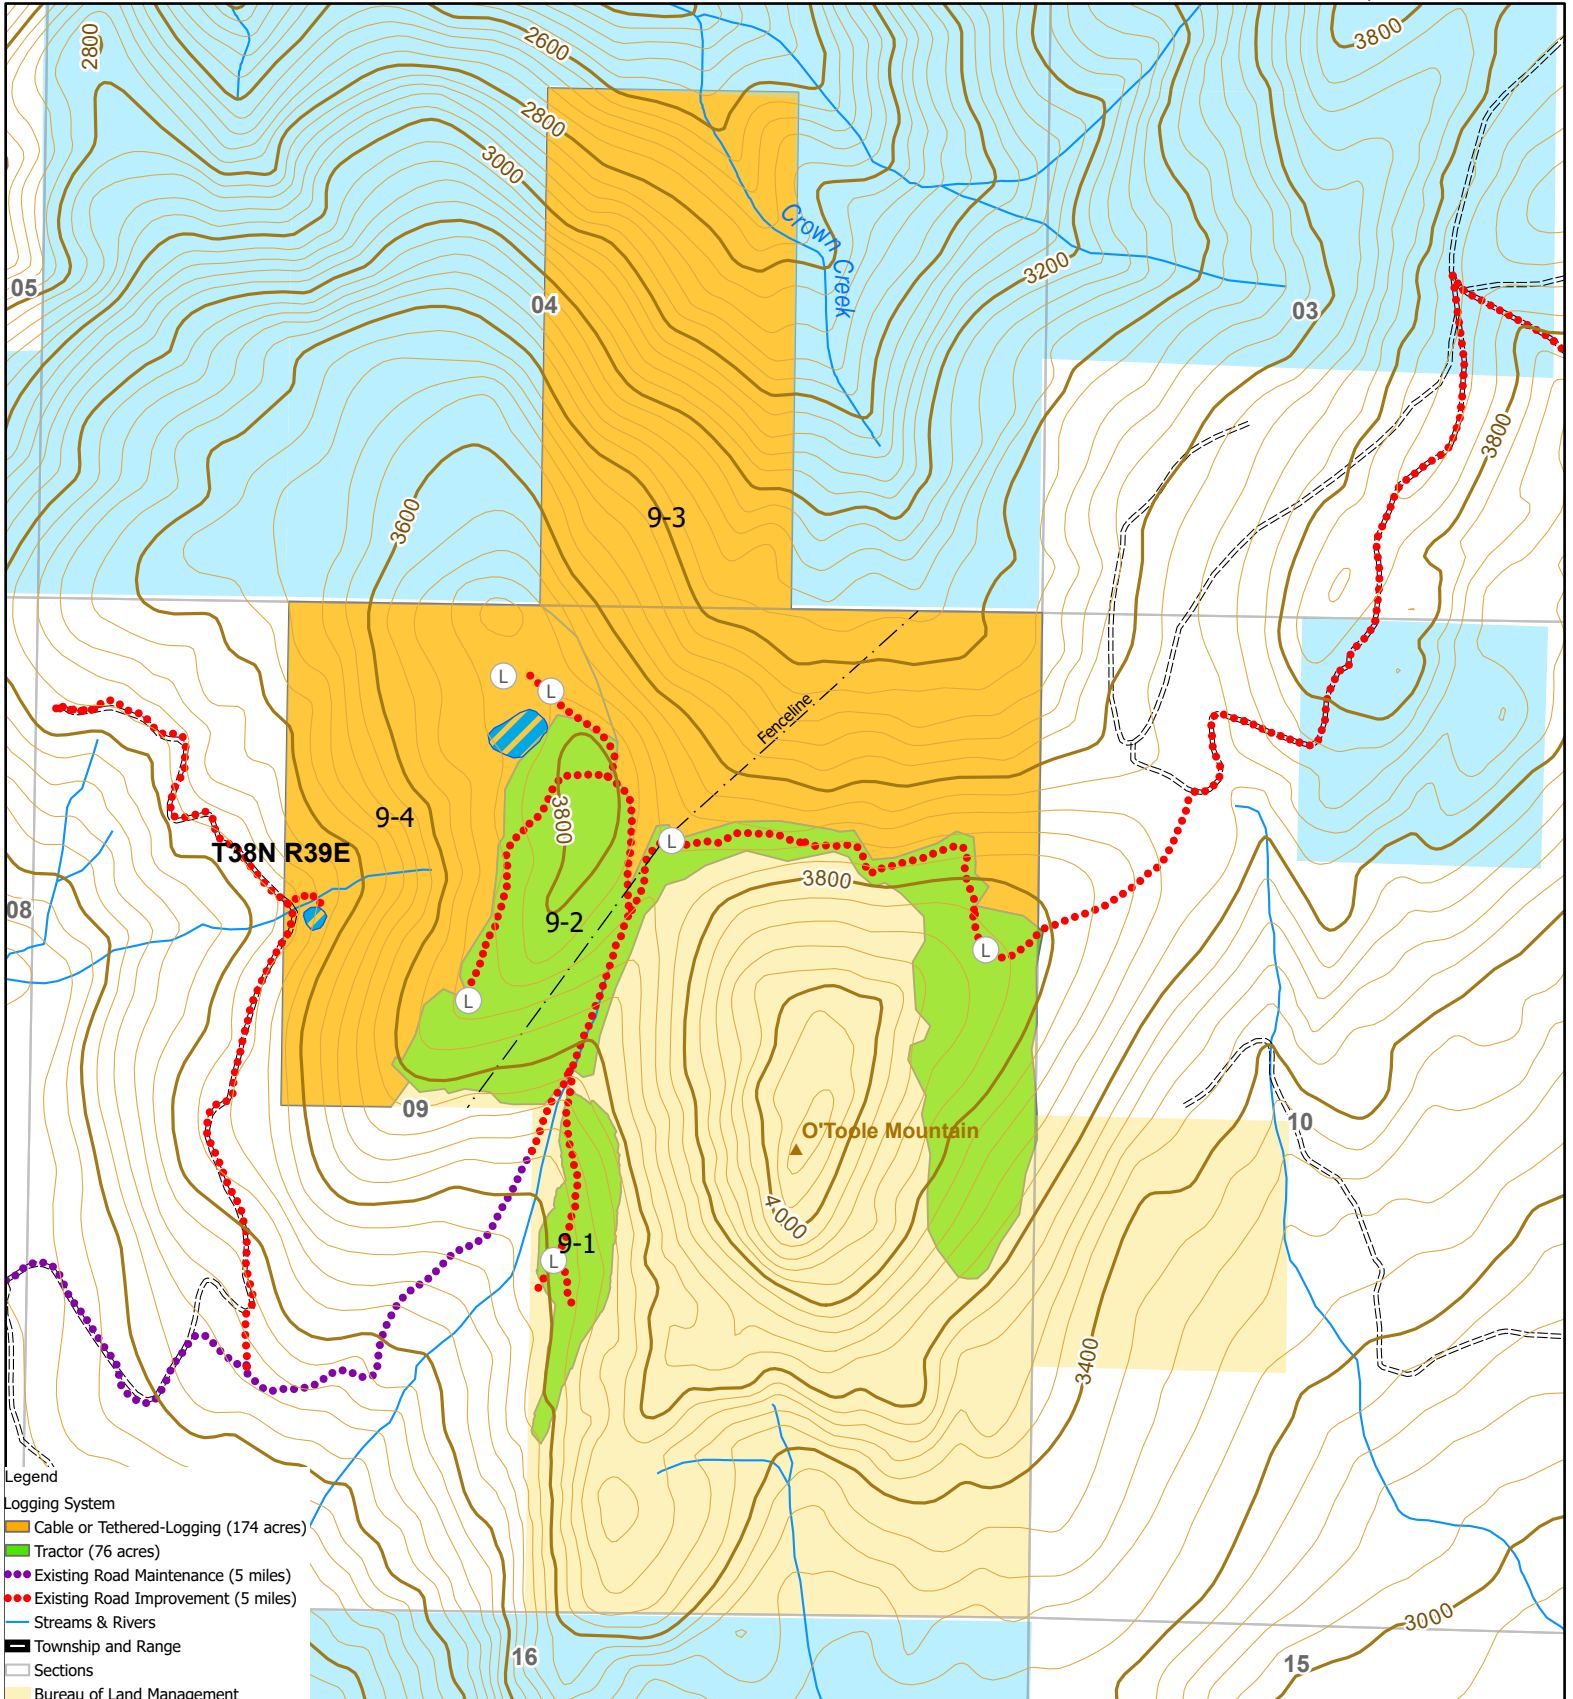 2800
2600
3800
2800
3000
Crown Creek
3200
05
04
03
3800
3600
9-3
L
L
Fenceline
9-4
3800
L
T38N R39E
3800
08
9-2
L
L
09
10
O'Toole Mountain
4000
9-1
L
3400
Legend
Logging System
Cable or Tethered-Logging (174 acres)
Tractor (76 acres)
Existing Road Maintenance (5 miles)
Existing Road Improvement (5 miles)
Streams & Rivers
Township and Range
Sections
Bureau of Land Management
3000
16
15